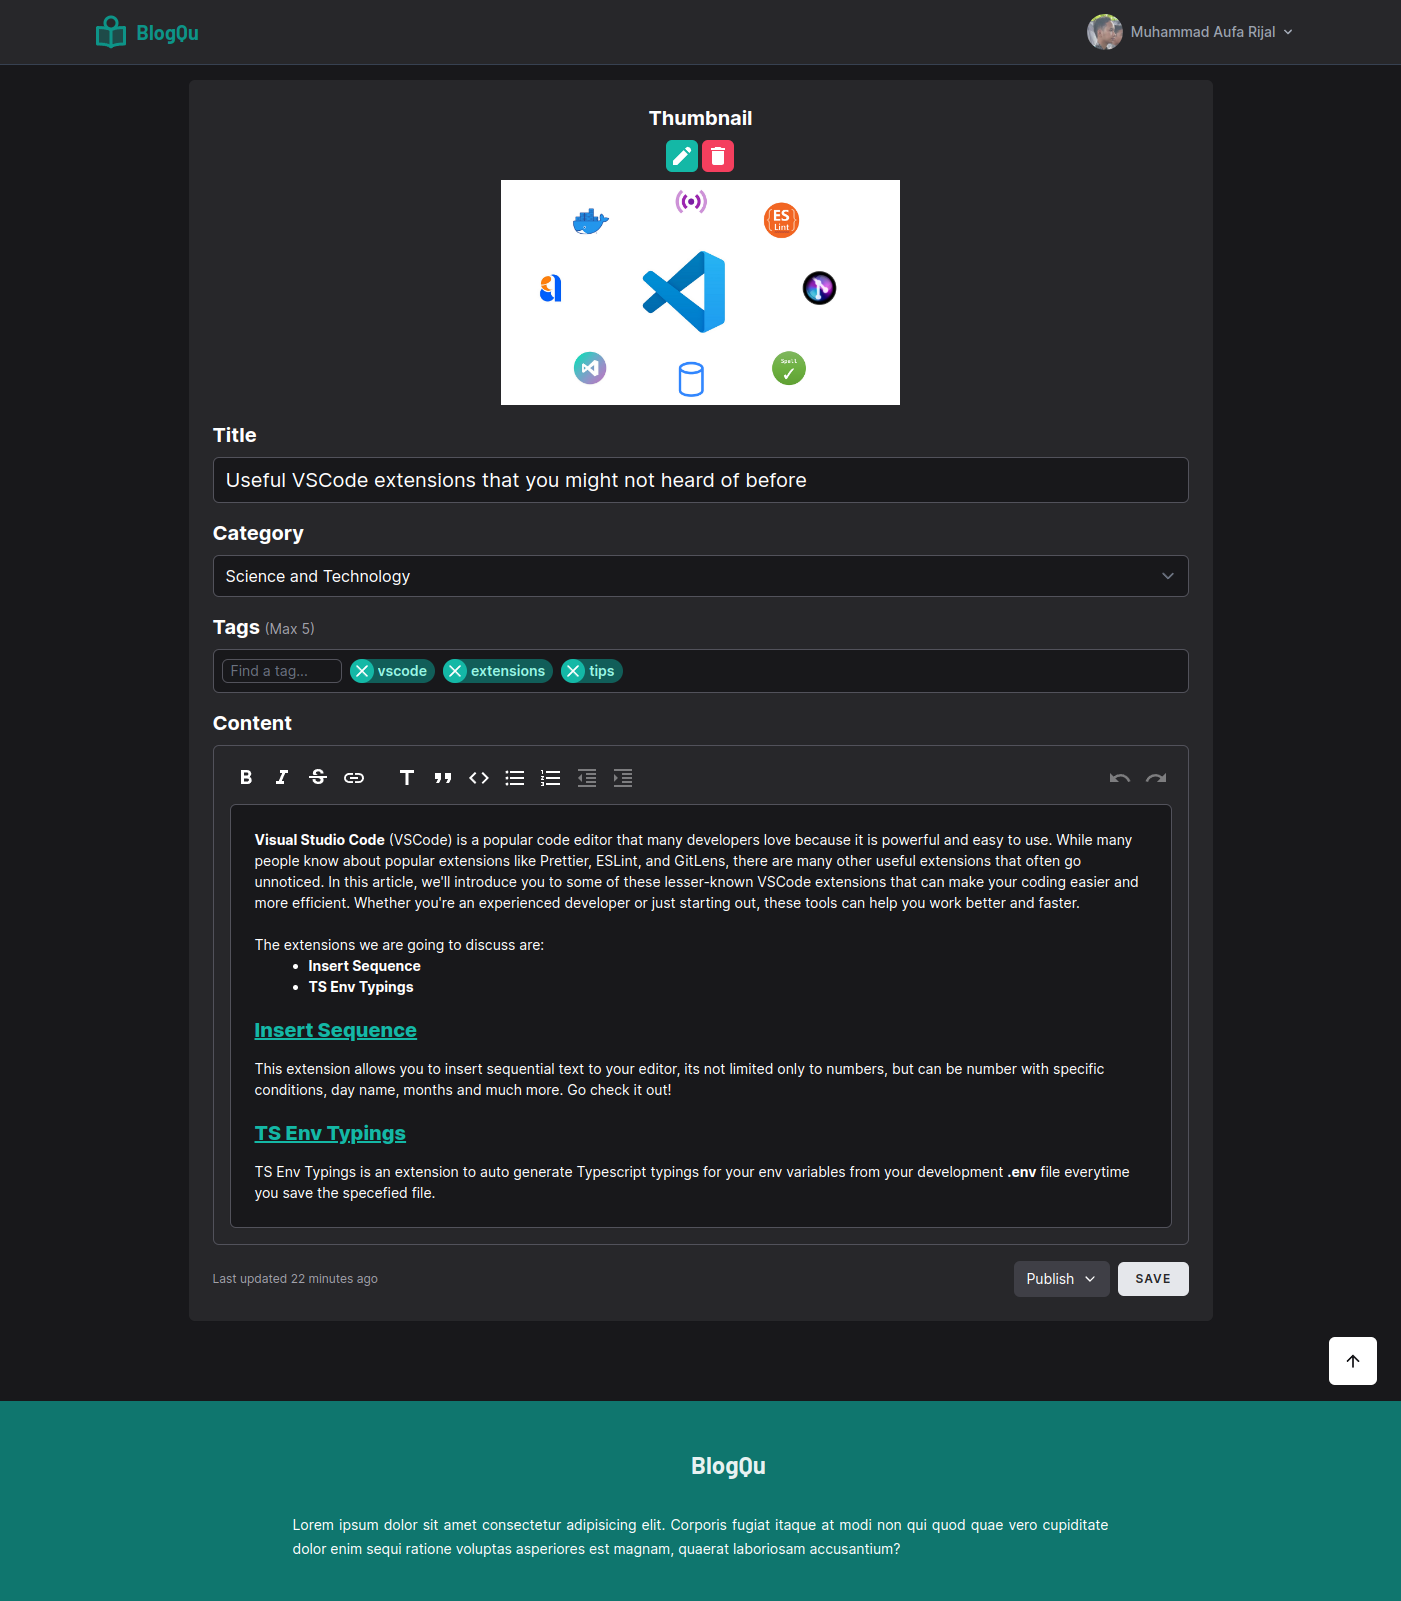 BlogQu
Muhammad Aufa Rijal
Thumbnail
ES
Lint
Spell
Title
Useful VSCode extensions that you might not heard of before
Category
Science and Technology
Tags (Max 5)
Find a tag...
vscode
extensions
tips
Content
Visual Studio Code (VSCode) is a popular code editor that many developers love because it is powerful and easy to use. While many
people know about popular extensions like Prettier, ESLint, and GitLens, there are many other useful extensions that often go
unnoticed. In this article, we'll introduce you to some of these lesser-known VSCode extensions that can make your coding easier and
more efficient. Whether you're an experienced developer or just starting out, these tools can help you work better and faster.
The extensions we are going to discuss are:
• Insert Sequence
• TS Env Typings
Insert Sequence
This extension allows you to insert sequential text to your editor, its not limited only to numbers, but can be number with specific
conditions, day name, months and much more. Go check it out!
TS Env Typings
TS Env Typings is an extension to auto generate Typescript typings for your env variables from your development .env file everytime
you save the specefied file.
Last updated 22 minutes ago
Publish
SAVE
BlogQu
Lorem ipsum dolor sit amet consectetur adipisicing elit. Corporis fugiat itaque at modi non qui quod quae vero cupiditate
dolor enim sequi ratione voluptas asperiores est magnam, quaerat laboriosam accusantium?